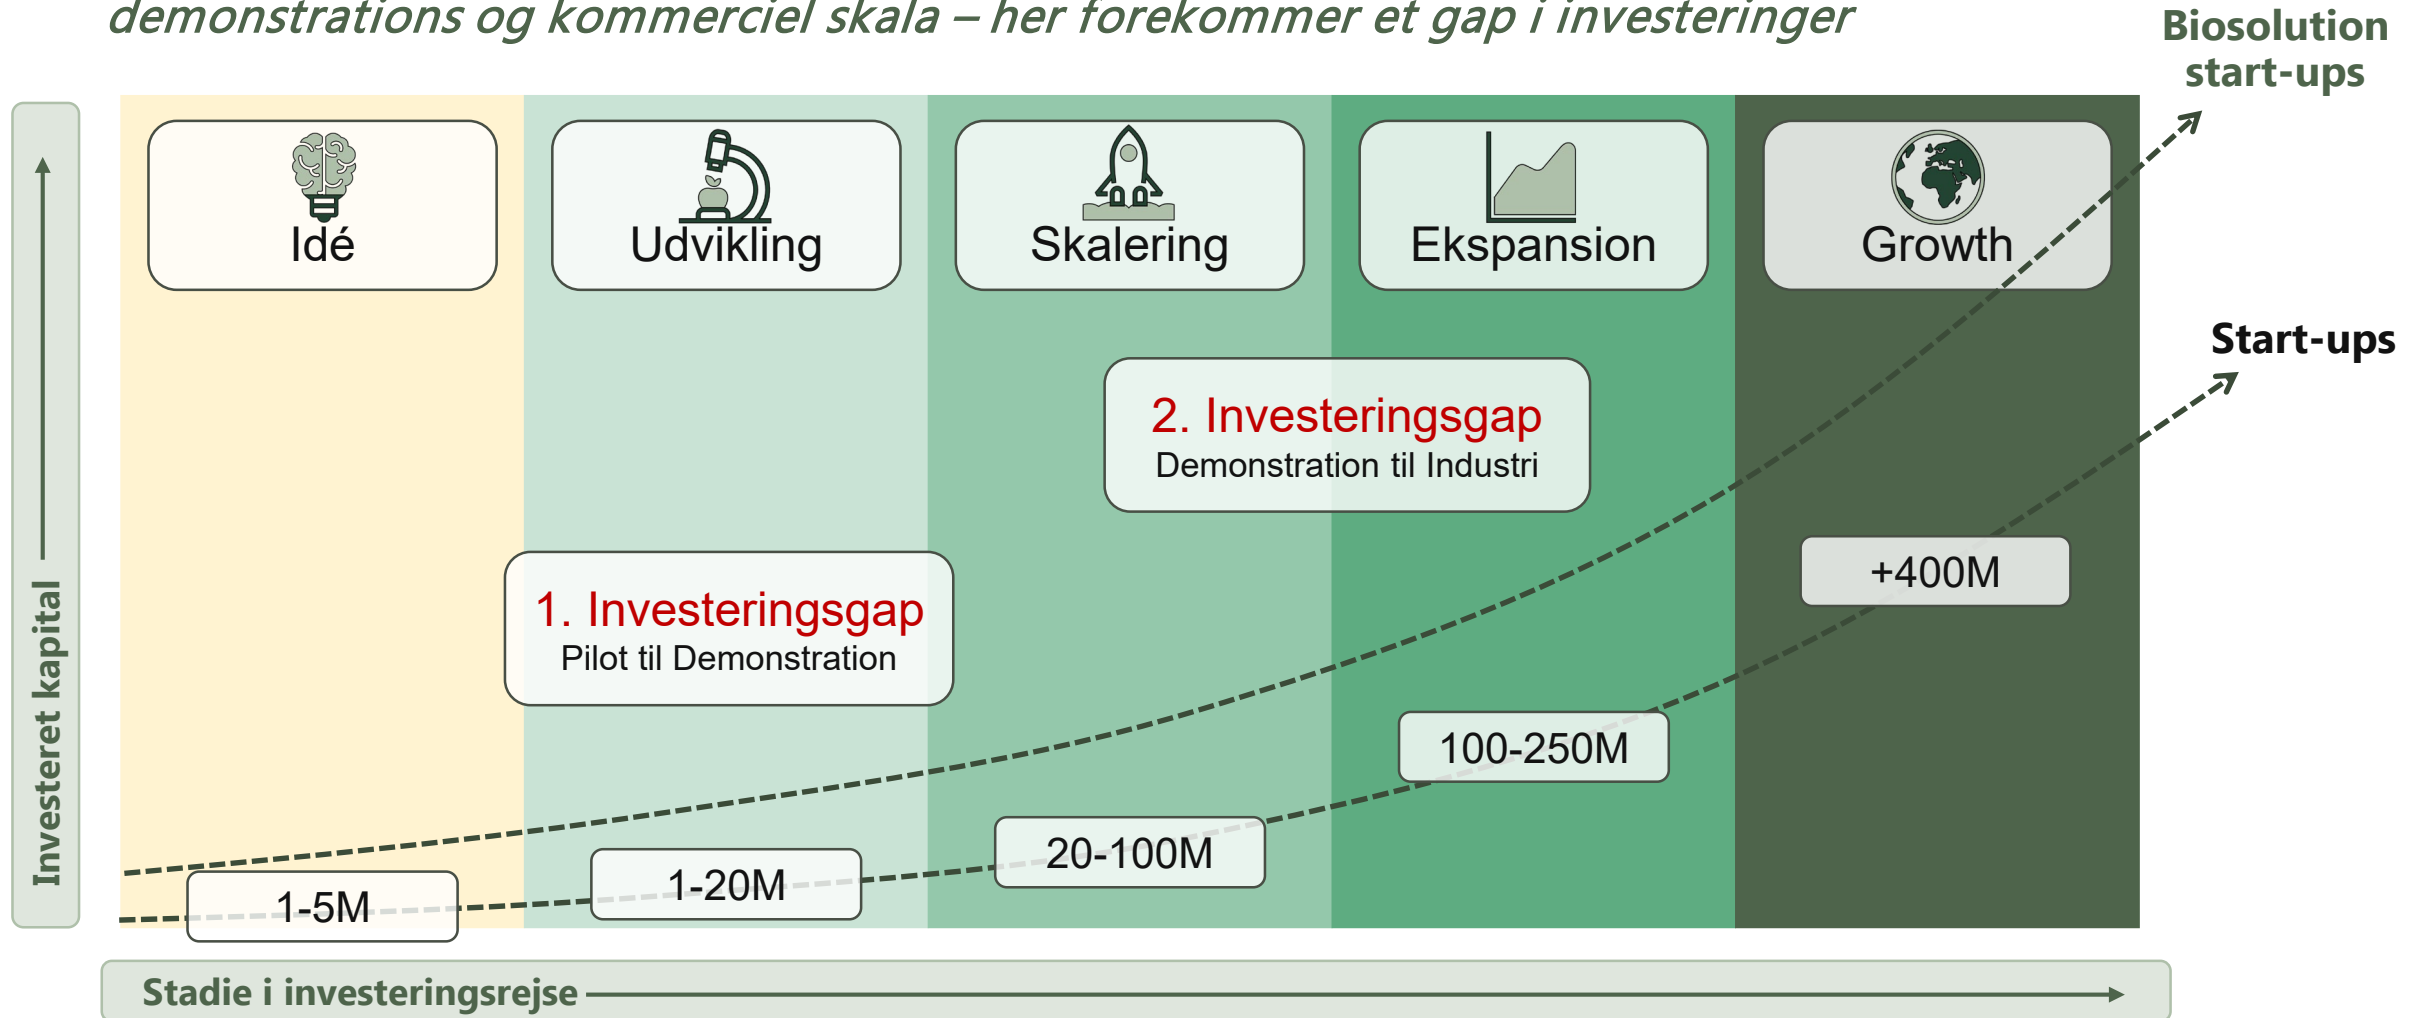 demonstrations og kommerciel skala – her forekommer et gap i investeringer
Biosolution
start-ups
Idé
Udvikling
Skalering
Ekspansion
Growth
Start-ups
2. Investeringsgap
Demonstration til Industri
1. Investeringsgap
Pilot til Demonstration
+400M
100-250M
20-100M
1-20M
1-5M
Investeret kapital
Stadie i investeringsrejse